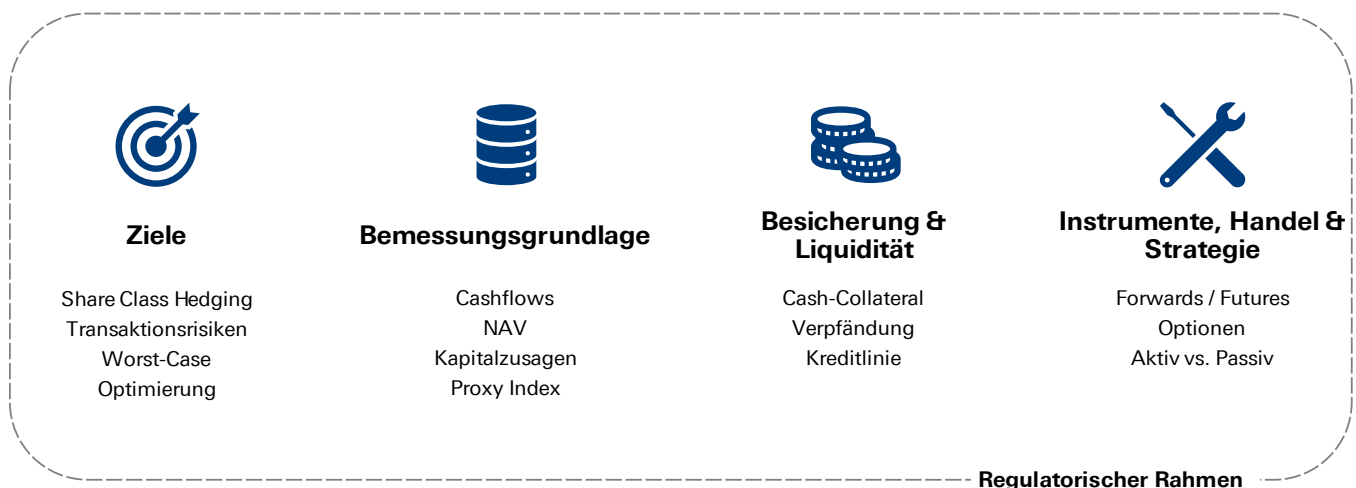 Ziele
Share Class Hedging
Transaktionsrisiken
Worst-Case
Optimierung
Bemessungsgrundlage
Cashflows
NAV
Kapitalzusagen
Proxy Index
Besicherung &
Liquidität
Cash-Collateral
Verpfändung
Kreditlinie
Instrumente, Handel &
Strategie
Forwards / Futures
Optionen
Aktiv vs. Passiv
Regulatorischer Rahmen